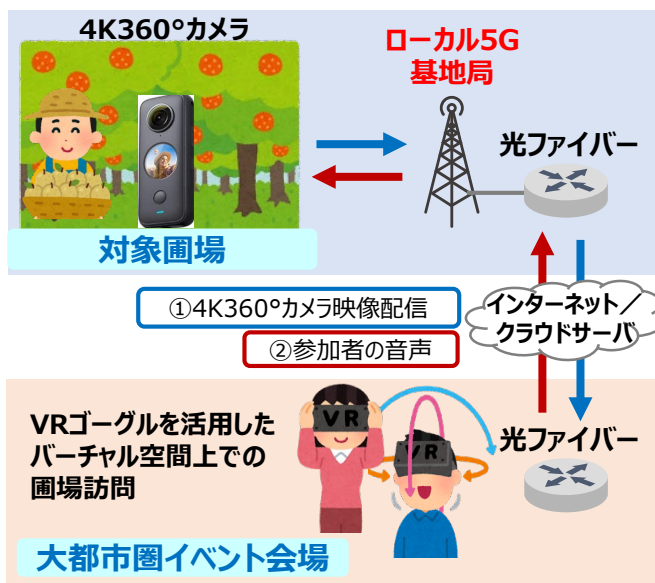 4K360°カメラ
ローカル5G
基地局
光ファイバー
対象圃場
①4K360°カメラ映像配信
②参加者の音声
インターネット／
クラウドサーバ
VRゴーグルを活用した
バーチャル空間上での
圃場訪問
VR
VR
光ファイバー
大都市圏イベント会場